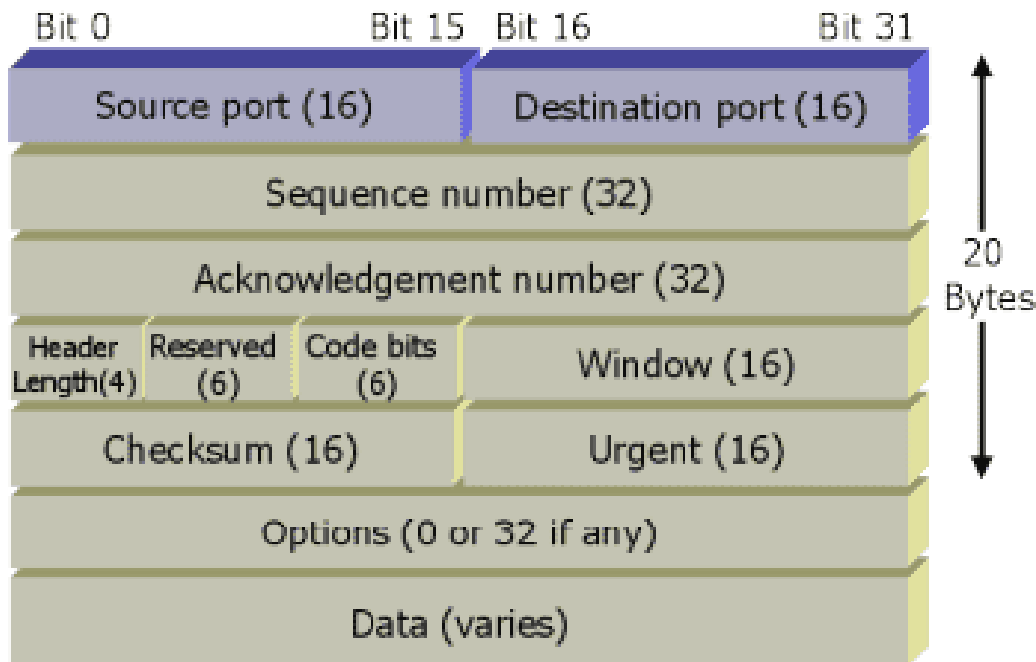 Bit 0 Bit 15 Bit 16 Bit 31
Source port (16) Destination port (16)
Sequence number (32)
Acknowledgement number (32)
20
Bytes
Header
Length(4)
Reserved
(6)
Code bits
(6)
Window (16)
Checksum (16) Urgent (16)
Options (0 or 32 if any)
Data (varies)